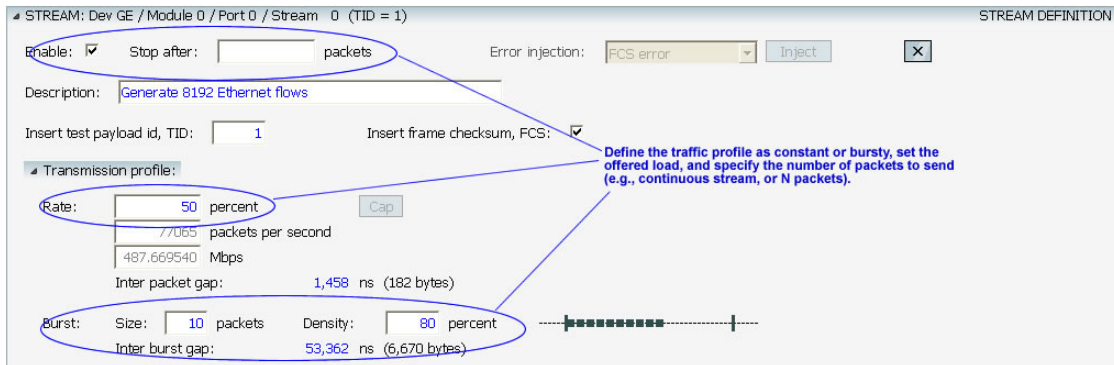 STREAM: Dev GE / Module 0 / Port 0 / Stream 0 (TID = 1) STREAM DEFINITION
Enable: Stop after: packets Error injection: FCS error Inject X
Description: Generate 8192 Ethernet flows
Insert test payload id, TID: 1 Insert frame checksum, FCS:
Define the traffic profile as constant or bursty, set the
offered load, and specify the number of packets to send
(e.g., continuous stream, or N packets).
Transmission profile:
Rate: 50 percent Cap
77065 packets per second
487.669540 Mbps
Inter packet gap: 1,458 ns (182 bytes)
Burst: Size: 10 packets Density: 80 percent
Inter burst gap: 53,362 ns (6,670 bytes)